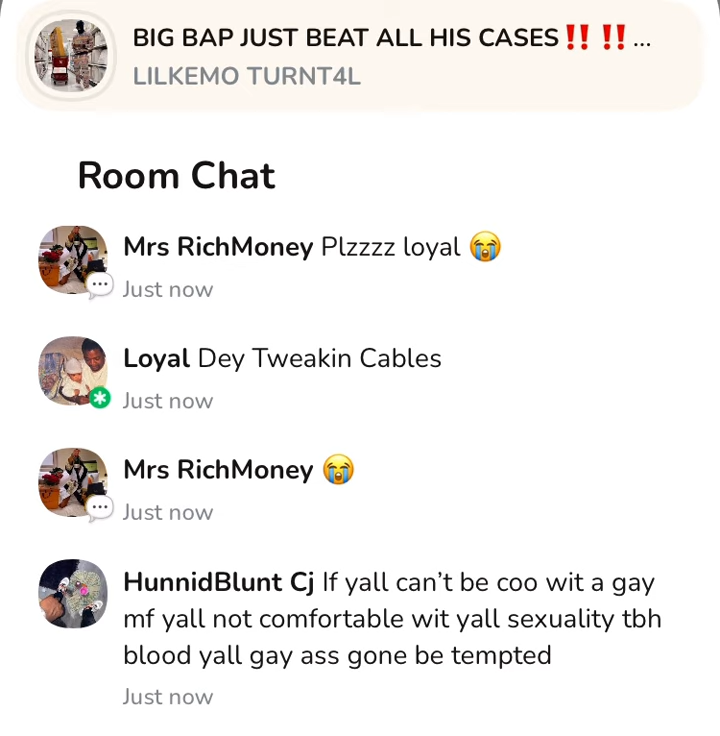 BIG BAP JUST BEAT ALL HIS CASES‼️ ‼️...
LILKEMO TURNT4L
Room Chat
Mrs RichMoney Plzzzz loyal 😭
Just now
Loyal Dey Tweakin Cables
Just now
Mrs RichMoney 😭
Just now
HunnidBlunt Cj If yall can’t be coo wit a gay
mf yall not comfortable wit yall sexuality tbh
blood yall gay ass gone be tempted
Just now